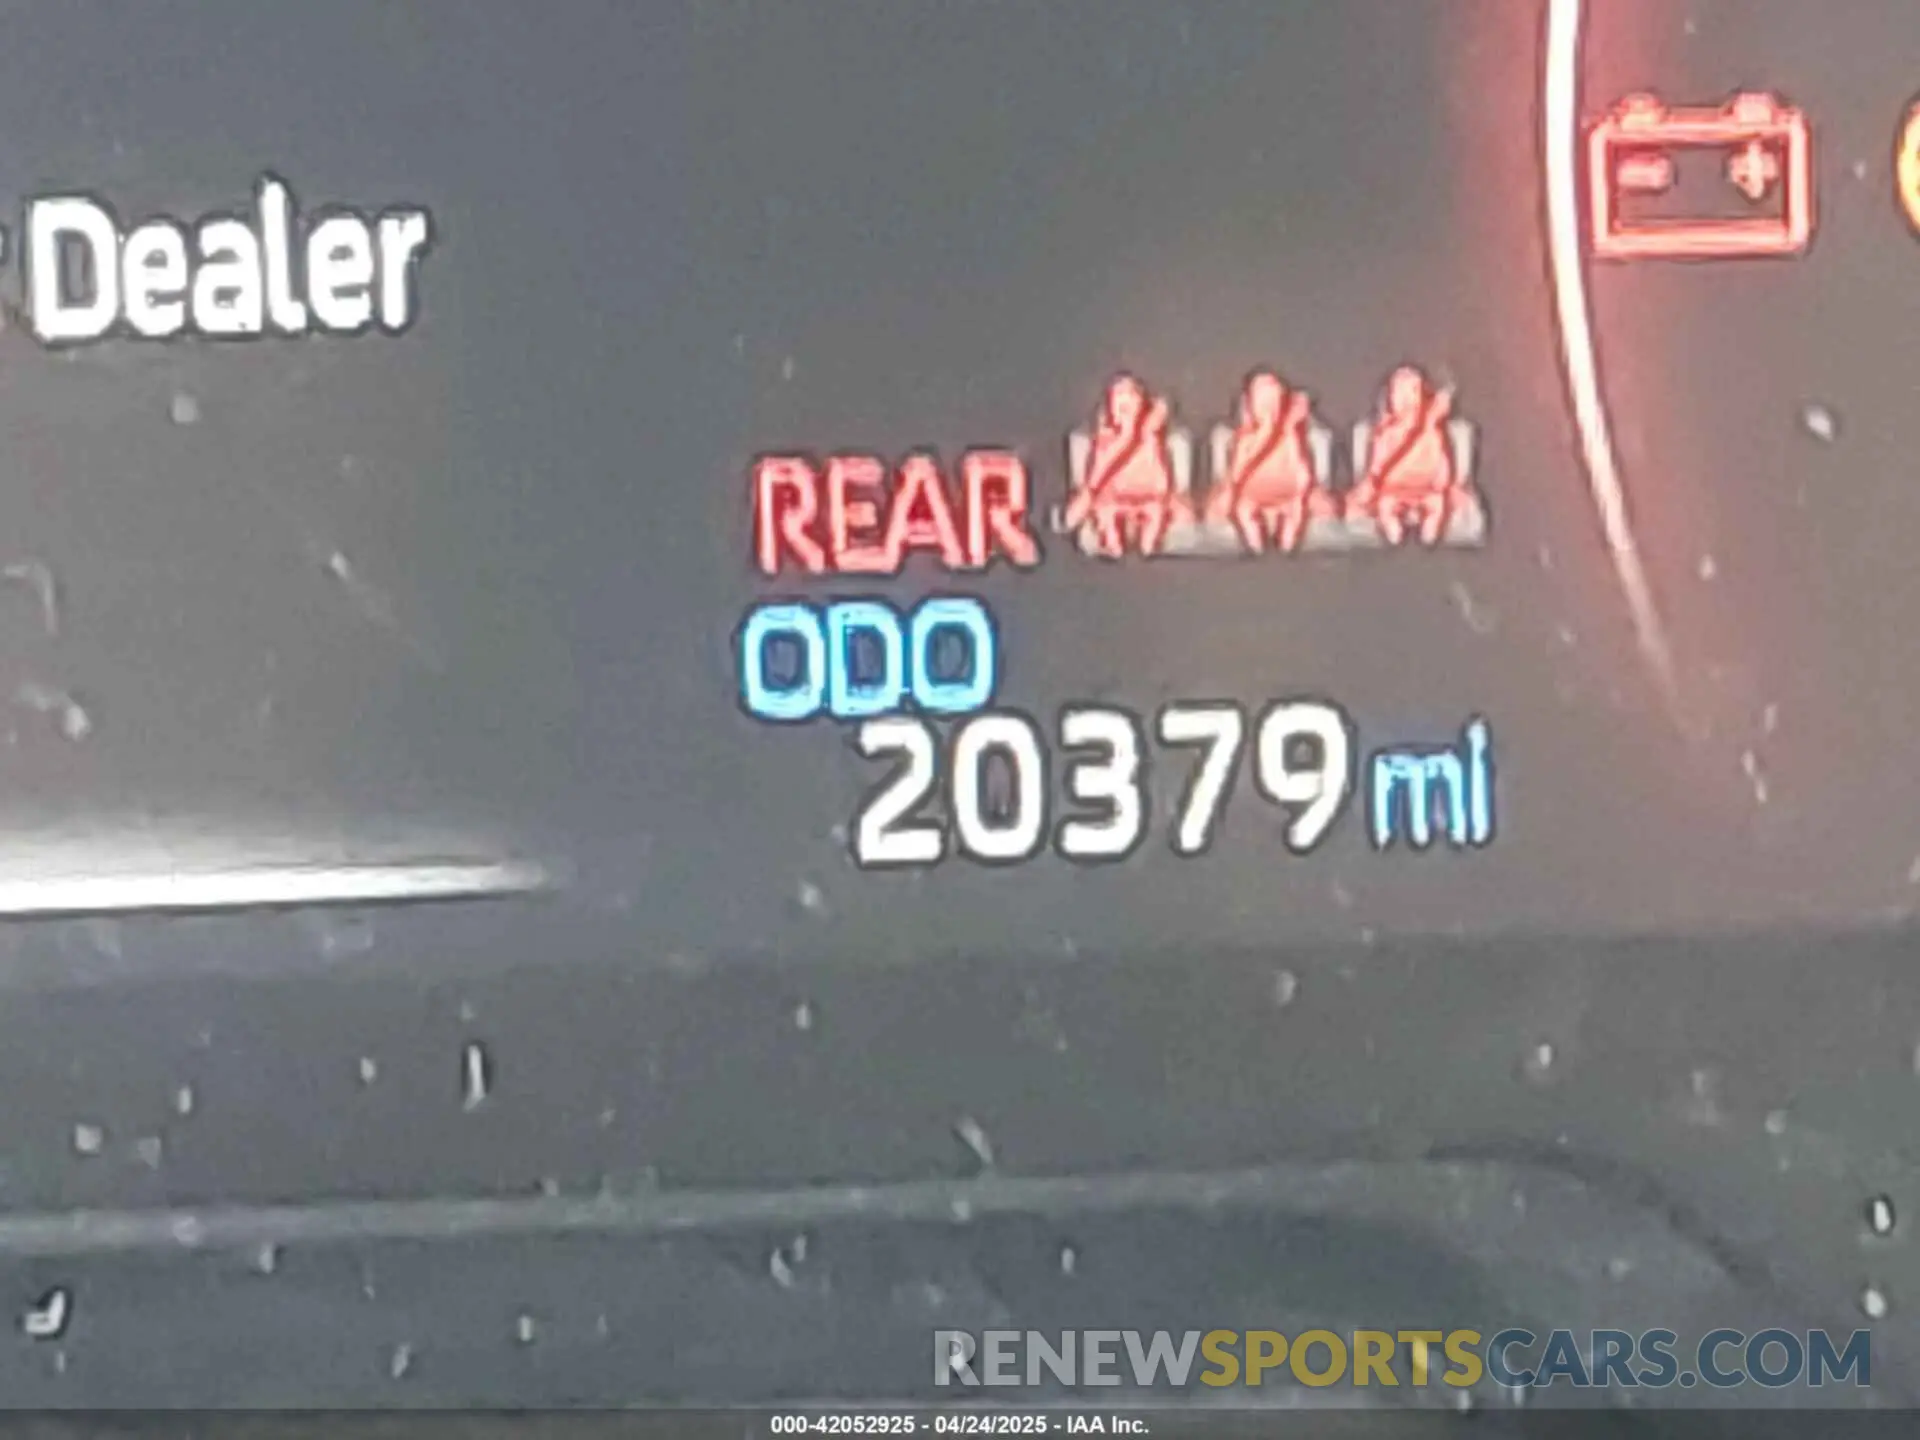 Dealer
REAR
ODO
20379 mi
RENEWSPORTSCARS.COM
000-42052925 - 04/24/2025 - IAA Inc.